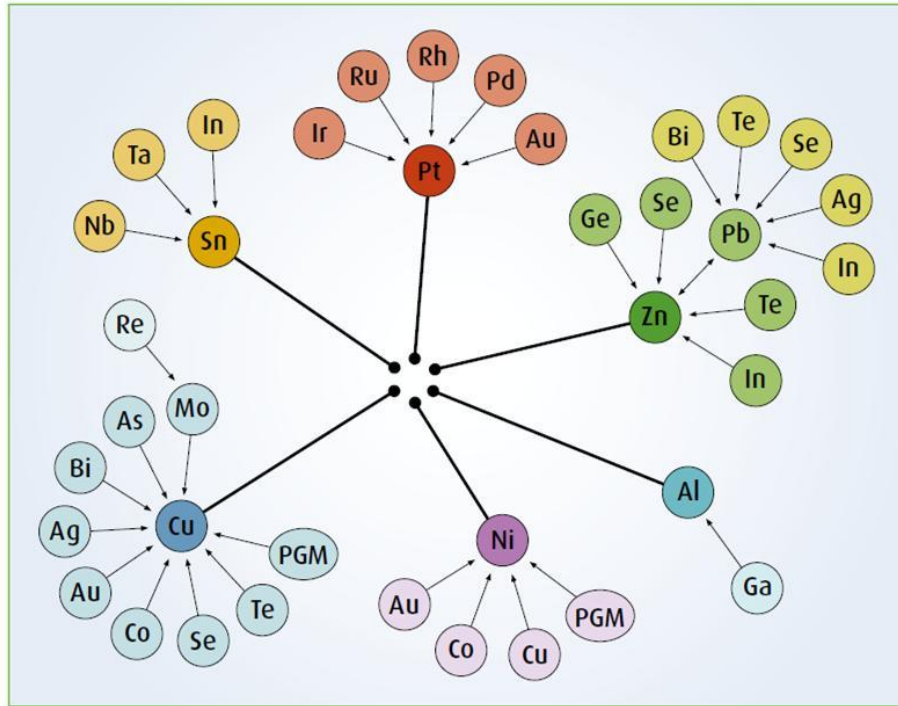 Rh
Ru
Pd
Ir
Au
Pt
In
Ta
Nb
Sn
Bi
Te
Se
Ag
In
Pb
Ge
Se
Zn
Te
In
Re
Mo
As
Bi
Ag
Cu
PGM
Au
Co
Se
Te
Ni
Au
Co
Cu
PGM
Al
Ga